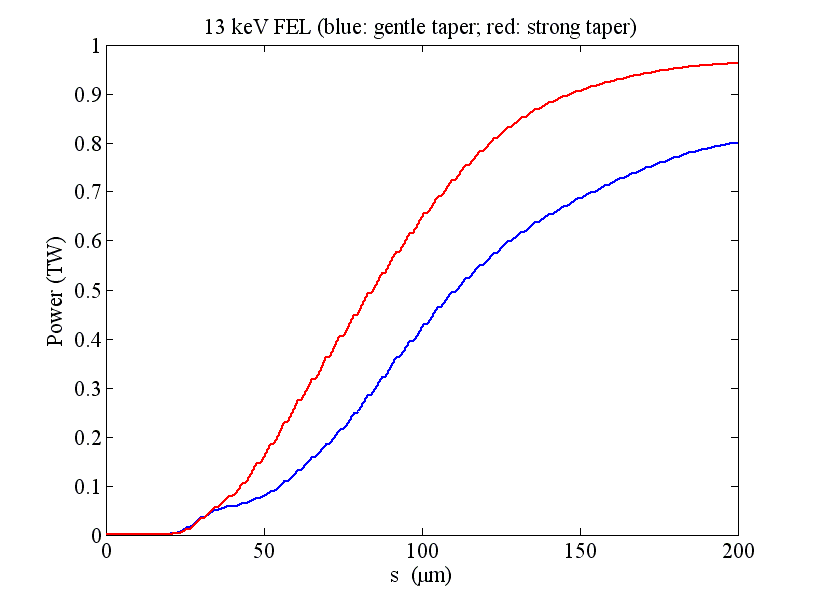 13 keV FEL (blue: gentle taper; red: strong taper)
1
0.9
0.8
0.7
0.6
0.5
0.4
0.3
0.2
0.1
0
Power (TW)
0 50 100 150 200
s (μm)